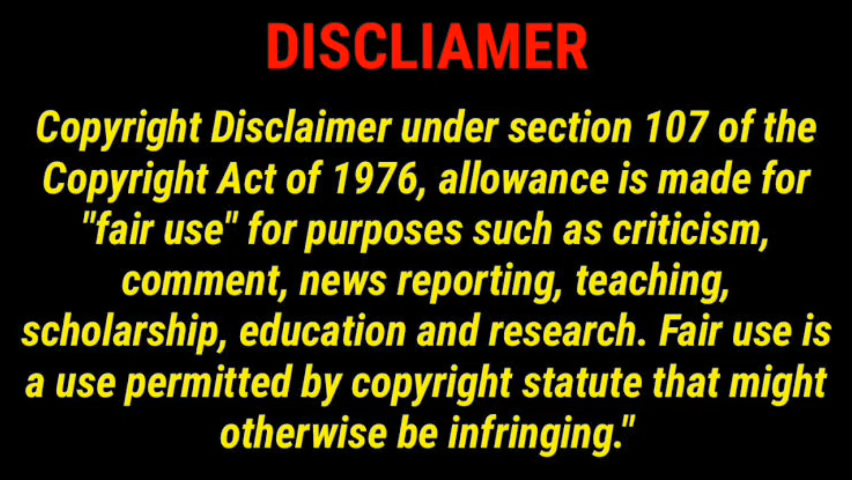 DISCLIAMER
Copyright Disclaimer under section 107 of the
Copyright Act of 1976, allowance is made for
"fair use" for purposes such as criticism,
comment, news reporting, teaching,
scholarship, education and research. Fair use is
a use permitted by copyright statute that might
otherwise be infringing."